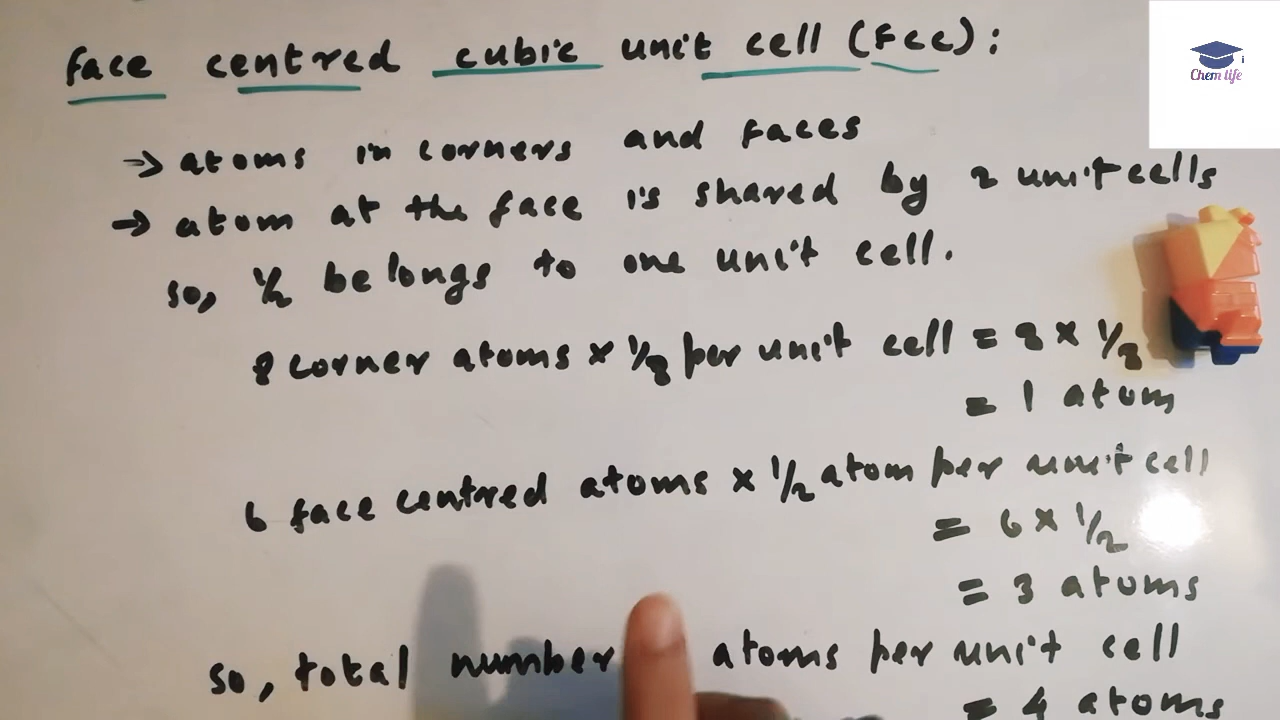 face centred cubic unit cell (Fcc):
Chem life
→ atoms in corners and faces
→ atom at the face is shared by 2 unit cells
so, 1/2 belongs to one unit cell.
8 corner atoms × 1/8 per unit cell = 8 × 1/8
= 1 atom
6 face centred atoms × 1/2 atom per unit cell
= 6 × 1/2
= 3 atoms
so, total number atoms per unit cell
= 4 atoms